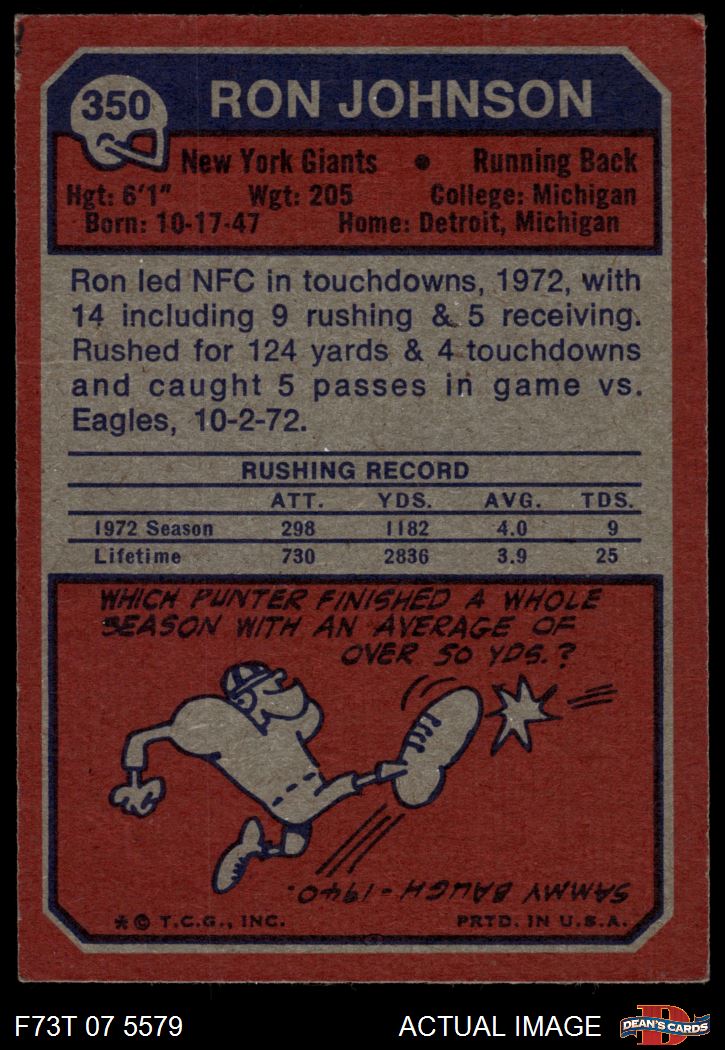 350
RON JOHNSON
New York Giants • Running Back
Hgt: 6'1" Wgt: 205 College: Michigan
Born: 10-17-47 Home: Detroit, Michigan
Ron led NFC in touchdowns, 1972, with
14 including 9 rushing & 5 receiving.
Rushed for 124 yards & 4 touchdowns
and caught 5 passes in game vs.
Eagles, 10-2-72.
RUSHING RECORD
ATT. YDS. AVG. TDS.
1972 Season 298 1182 4.0 9
Lifetime 730 2836 3.9 25
WHICH PUNTER FINISHED A WHOLE
SEASON WITH AN AVERAGE OF
OVER 50 YDS.?
SAMMY BAUGH-1940.
* © T.C.G., INC. PRTD. IN U.S.A.
F73T 07 5579 ACTUAL IMAGE
D
DEAN'S CARDS